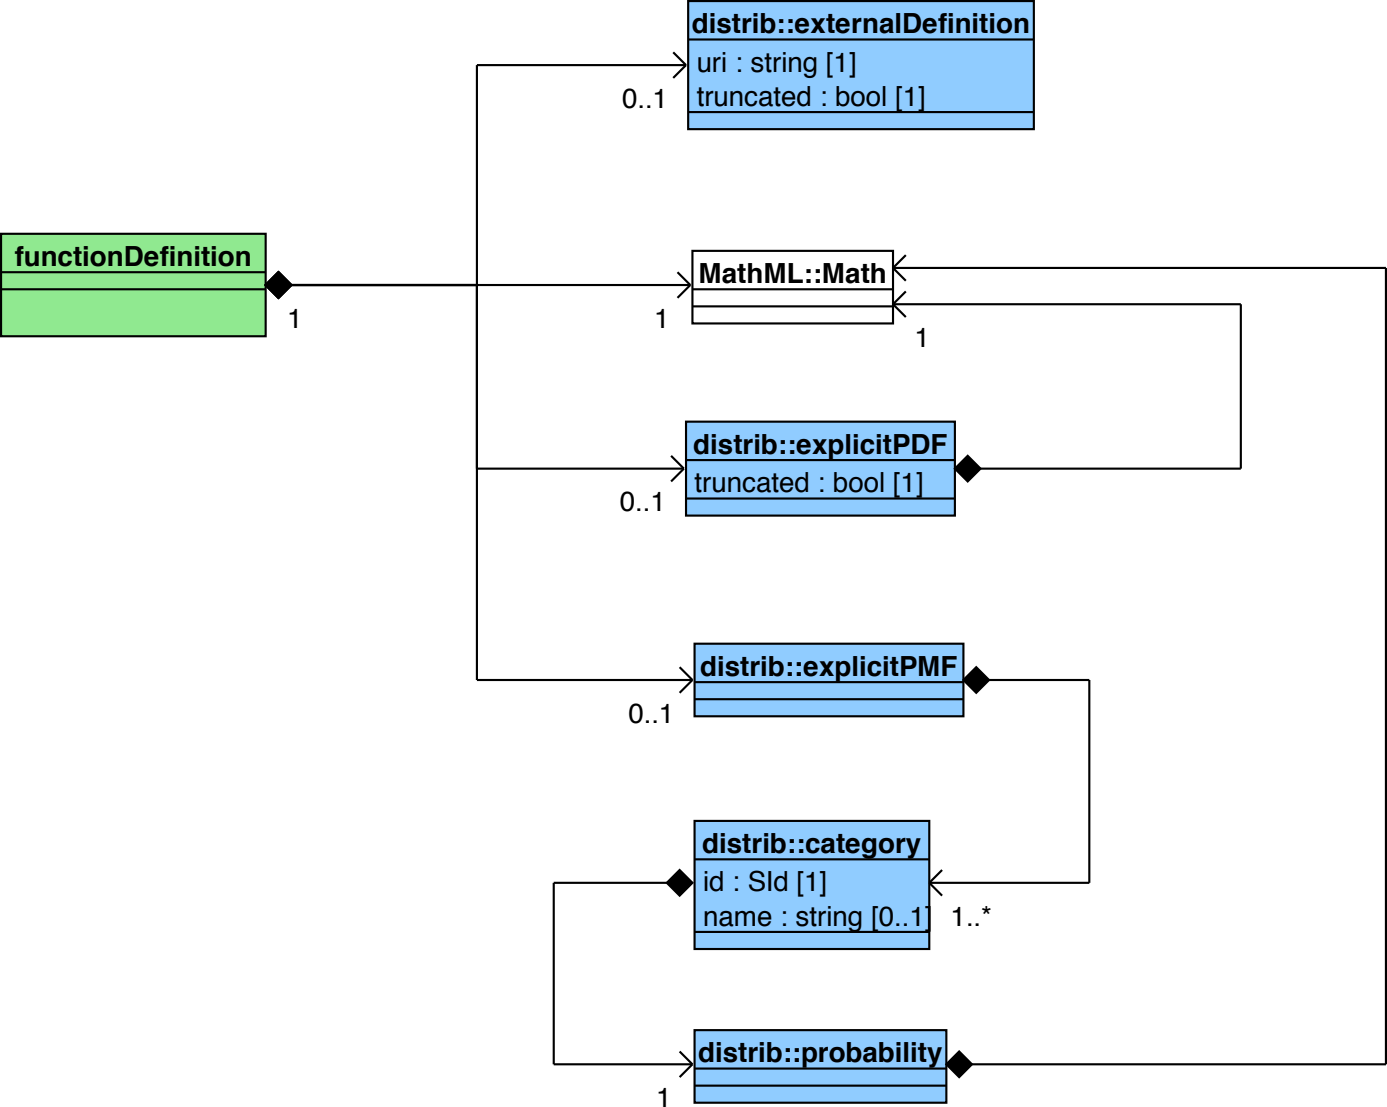 distrib::externalDefinition
uri : string [1]
truncated : bool [1]
0..1
functionDefinition
1
MathML::Math
1
1
distrib::explicitPDF
truncated : bool [1]
0..1
distrib::explicitPMF
0..1
distrib::category
id : SId [1]
name : string [0..1]
1..*
distrib::probability
1